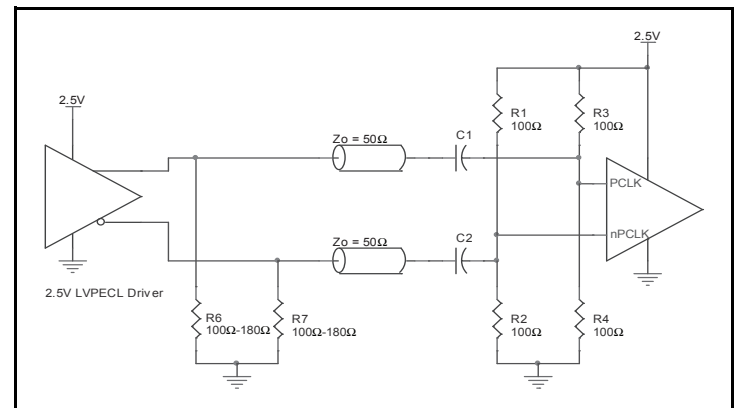 2.5V
2.5V
R1
100Ω
R3
100Ω
Zo = 50Ω
C1
PCLK
nPCLK
Zo = 50Ω
C2
2.5V LVPECL Driver
R6
100Ω-180Ω
R7
100Ω-180Ω
R2
100Ω
R4
100Ω